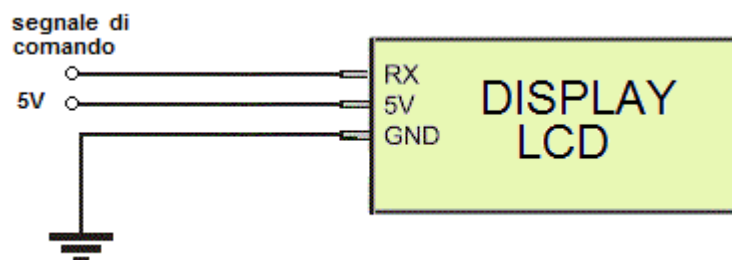 segnale di
comando
5V
RX
5V
GND
DISPLAY
LCD